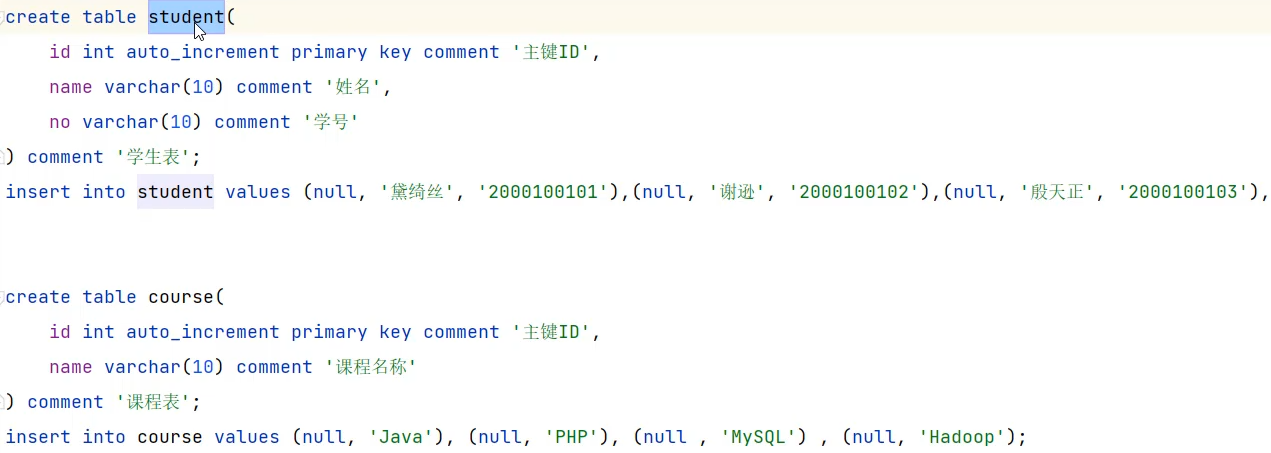 create table student(
    id int auto_increment primary key comment '主键ID',
    name varchar(10) comment '姓名',
    no varchar(10) comment '学号'
) comment '学生表';
insert into student values (null, '黛绮丝', '2000100101'),(null, '谢逊', '2000100102'),(null, '殷天正', '2000100103'),
create table course(
    id int auto_increment primary key comment '主键ID',
    name varchar(10) comment '课程名称'
) comment '课程表';
insert into course values (null, 'Java'), (null, 'PHP'), (null , 'MySQL') , (null, 'Hadoop');